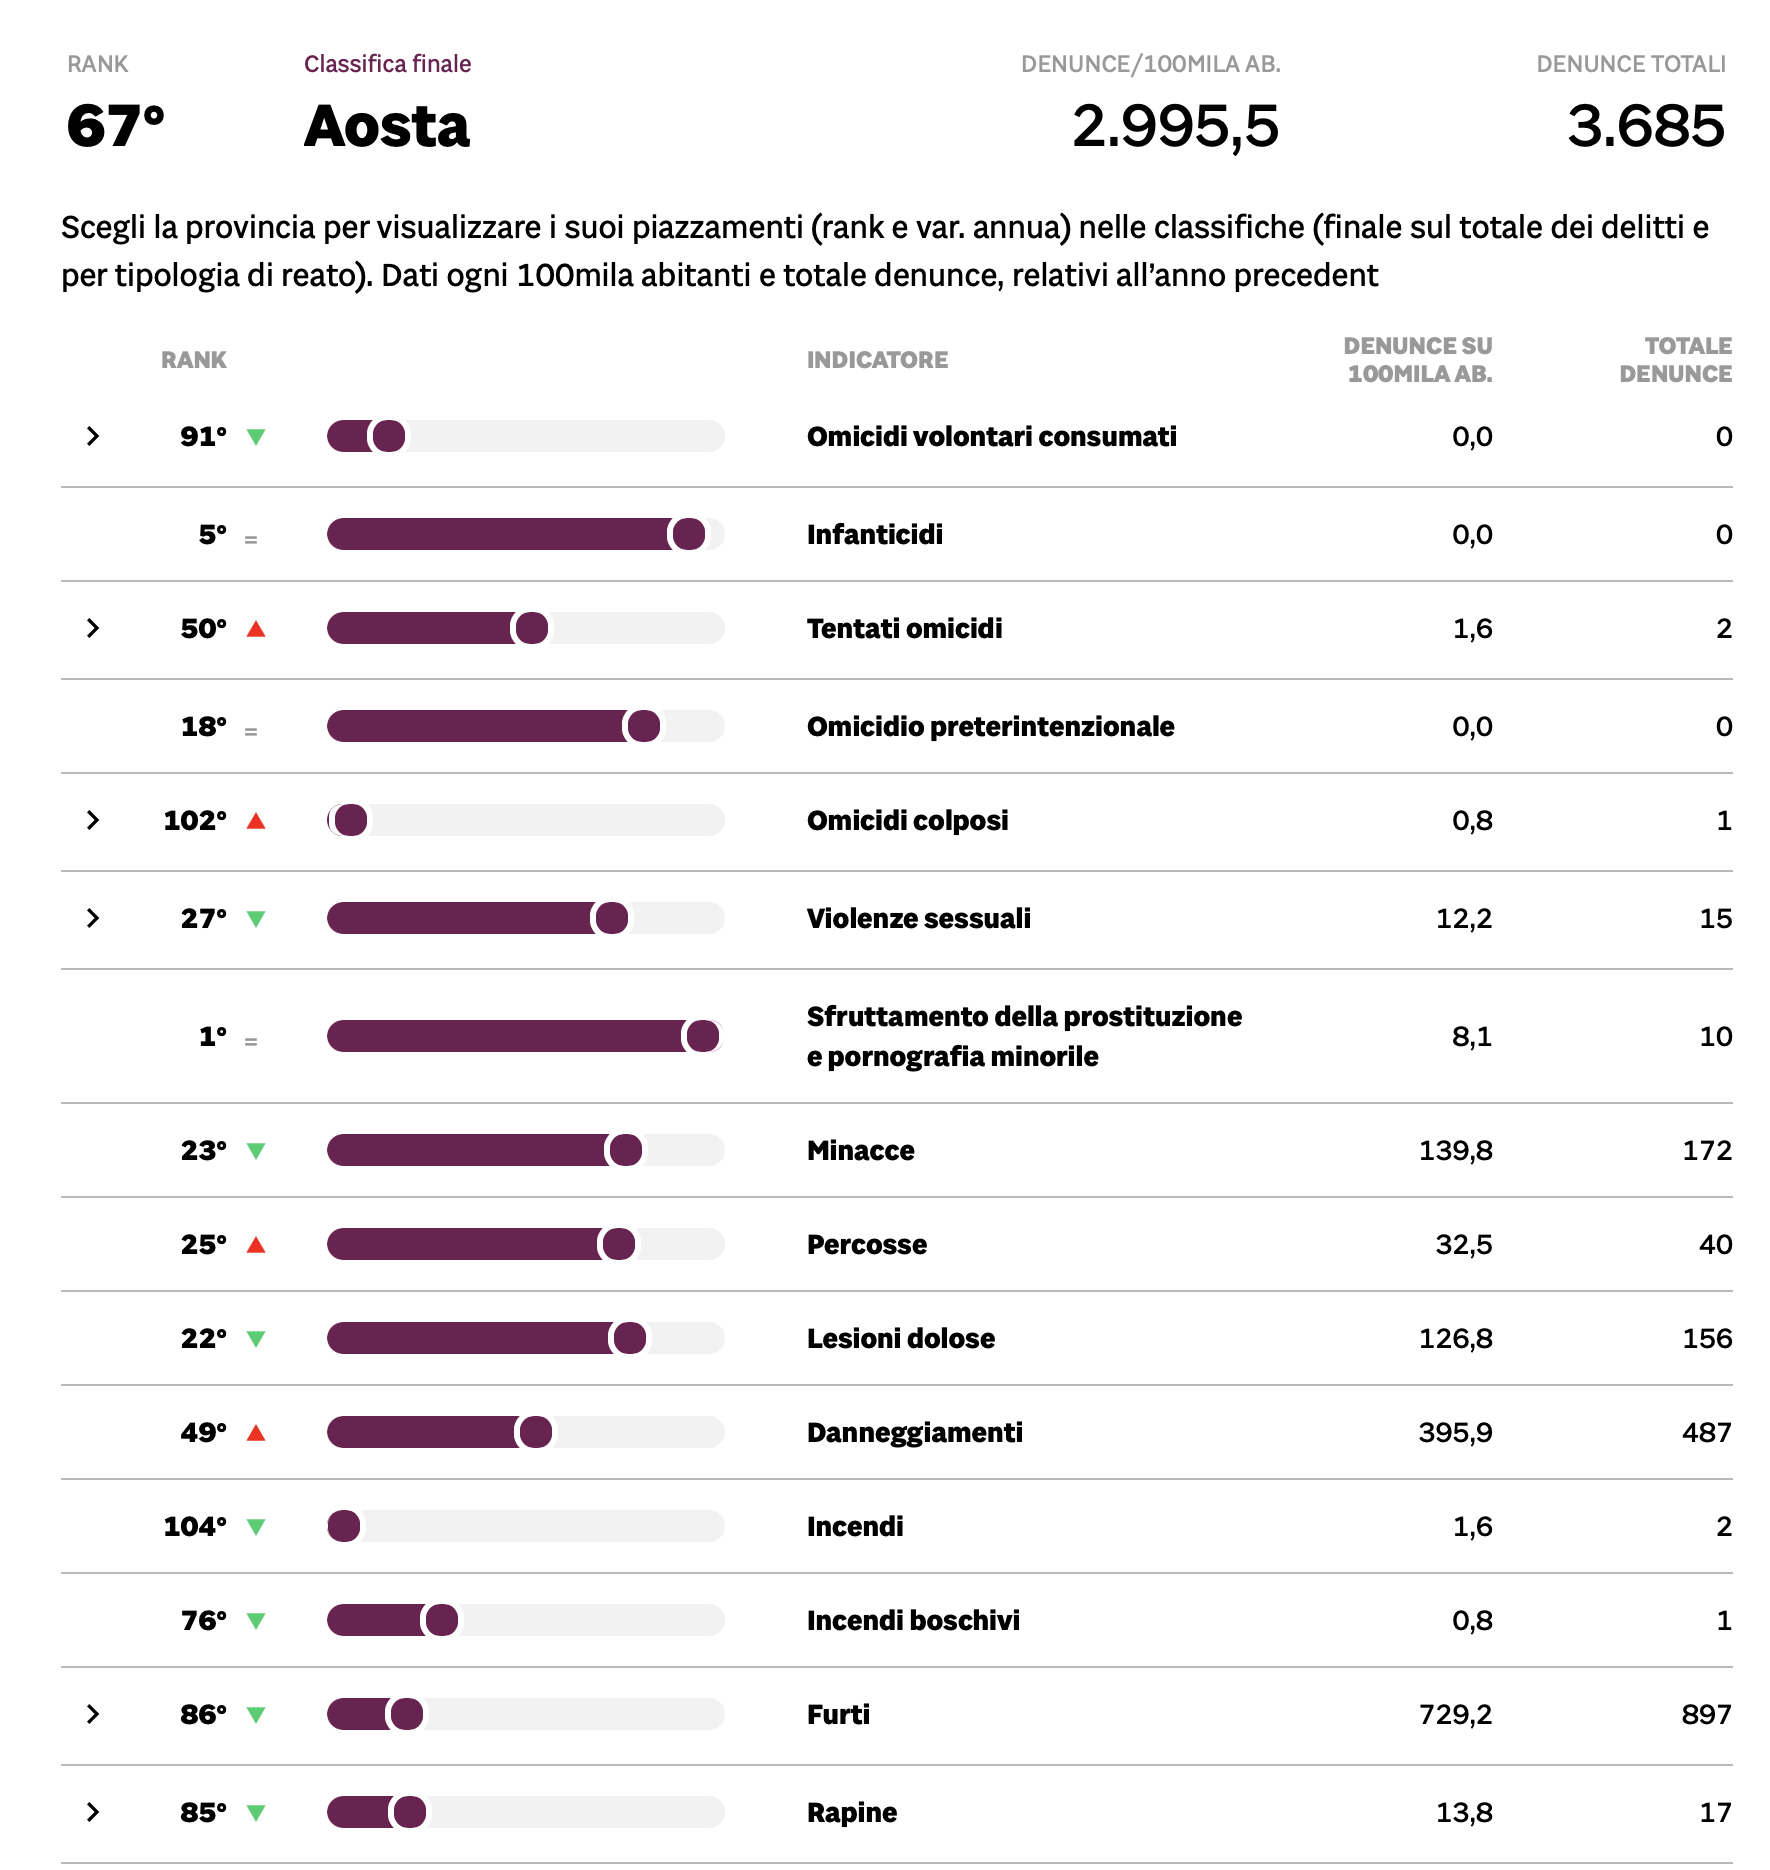 RANK Classifica finale DENUNCE/100MILA AB. DENUNCE TOTALI
67° Aosta 2.995,5 3.685
Scegli la provincia per visualizzare i suoi piazzamenti (rank e var. annua) nelle classifiche (finale sul totale dei delitti e
per tipologia di reato). Dati ogni 100mila abitanti e totale denunce, relativi all’anno precedent
RANK INDICATORE DENUNCE SU 100MILA AB. TOTALE DENUNCE
91° Omicidi volontari consumati 0,0 0
5° = Infanticidi 0,0 0
50° Tentati omicidi 1,6 2
18° = Omicidio preterintenzionale 0,0 0
102° Omicidi colposi 0,8 1
27° Violenze sessuali 12,2 15
1° = Sfruttamento della prostituzione e pornografia minorile 8,1 10
23° Minacce 139,8 172
25° Percosse 32,5 40
22° Lesioni dolose 126,8 156
49° Danneggiamenti 395,9 487
104° Incendi 1,6 2
76° Incendi boschivi 0,8 1
86° Furti 729,2 897
85° Rapine 13,8 17